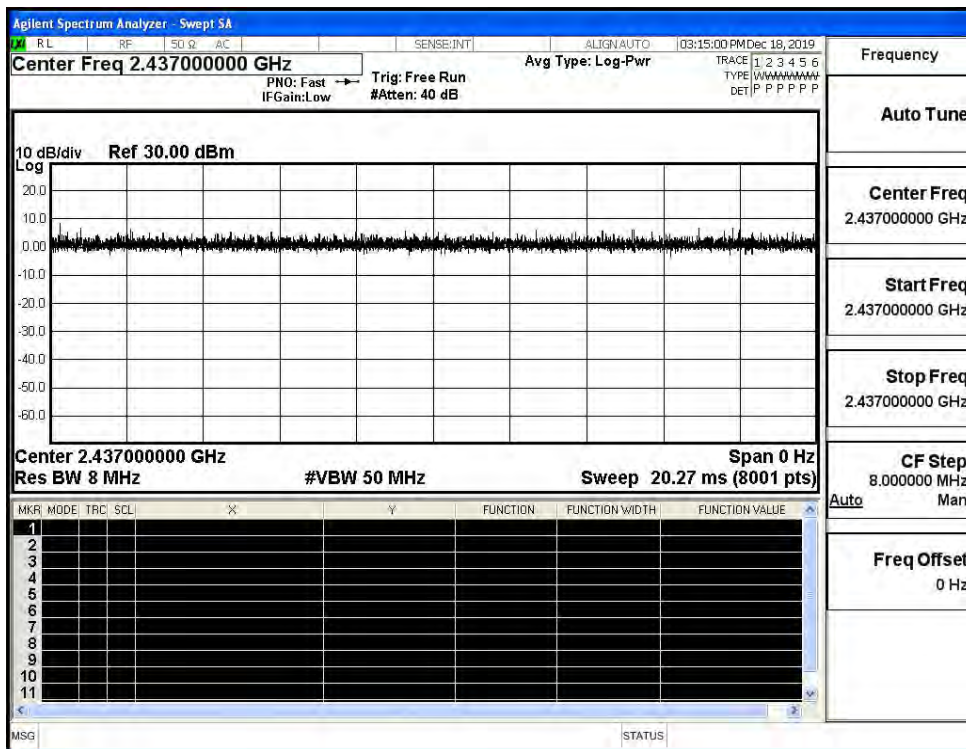 Agilent Spectrum Analyzer - Swept SA
LXI RL RF 50 Ω AC SENSE:INT ALIGNAUTO 03:15:00 PM Dec 18, 2019
Center Freq 2.437000000 GHz Avg Type: Log-Pwr TRACE 1 2 3 4 5 6
PNO: Fast Trig: Free Run TYPE WWWWWW
IFGain:Low #Atten: 40 dB DET P P P P P P
10 dB/div Ref 30.00 dBm
Log
20.0
10.0
0.00
-10.0
-20.0
-30.0
-40.0
-50.0
-60.0
Center 2.437000000 GHz Span 0 Hz
Res BW 8 MHz #VBW 50 MHz Sweep 20.27 ms (8001 pts)
MKR MODE TRC SCL X Y FUNCTION FUNCTION WIDTH FUNCTION VALUE
1
2
3
4
5
6
7
8
9
10
11
MSG STATUS
Frequency
Auto Tune
Center Freq
2.437000000 GHz
Start Freq
2.437000000 GHz
Stop Freq
2.437000000 GHz
CF Step
8.000000 MHz
Auto Man
Freq Offset
0 Hz